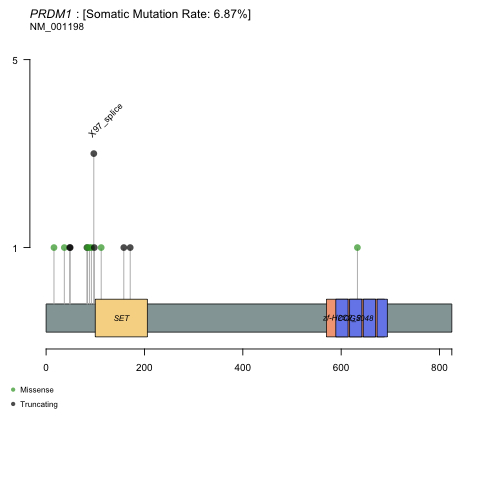 PRDM1 : [Somatic Mutation Rate: 6.87%]
NM_001198
5
X97_splice
1
SET
0
200
400
600
800
Missense
Truncating